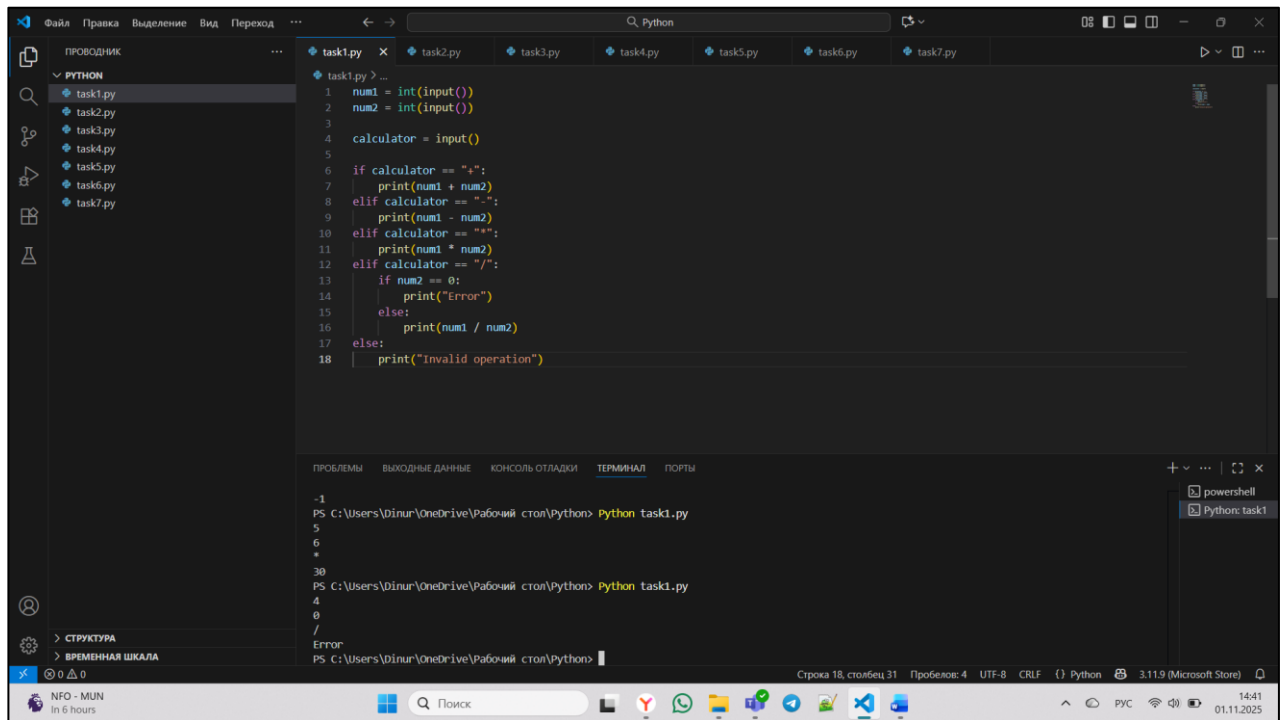 Файл Правка Выделение Вид Переход ···
Python
ПРОВОДНИК ···
PYTHON
task1.py
task2.py
task3.py
task4.py
task5.py
task6.py
task7.py
СТРУКТУРА
ВРЕМЕННАЯ ШКАЛА
task1.py task2.py task3.py task4.py task5.py task6.py task7.py
task1.py > ...
1 num1 = int(input())
2 num2 = int(input())
3
4 calculator = input()
5
6 if calculator == "+":
7 print(num1 + num2)
8 elif calculator == "-":
9 print(num1 - num2)
10 elif calculator == "*":
11 print(num1 * num2)
12 elif calculator == "/":
13 if num2 == 0:
14 print("Error")
15 else:
16 print(num1 / num2)
17 else:
18 print("Invalid operation")
ПРОБЛЕМЫ ВЫХОДНЫЕ ДАННЫЕ КОНСОЛЬ ОТЛАДКИ ТЕРМИНАЛ ПОРТЫ
-1
PS C:\Users\Dinur\OneDrive\Рабочий стол\Python> Python task1.py
5
6
*
30
PS C:\Users\Dinur\OneDrive\Рабочий стол\Python> Python task1.py
4
0
/
Error
PS C:\Users\Dinur\OneDrive\Рабочий стол\Python>
powershell
Python: task1
0 0 Строка 18, столбец 31 Пробелов: 4 UTF-8 CRLF {} Python 3.11.9 (Microsoft Store)
NFO - MUN
In 6 hours
Поиск
РУС
14:41
01.11.2025